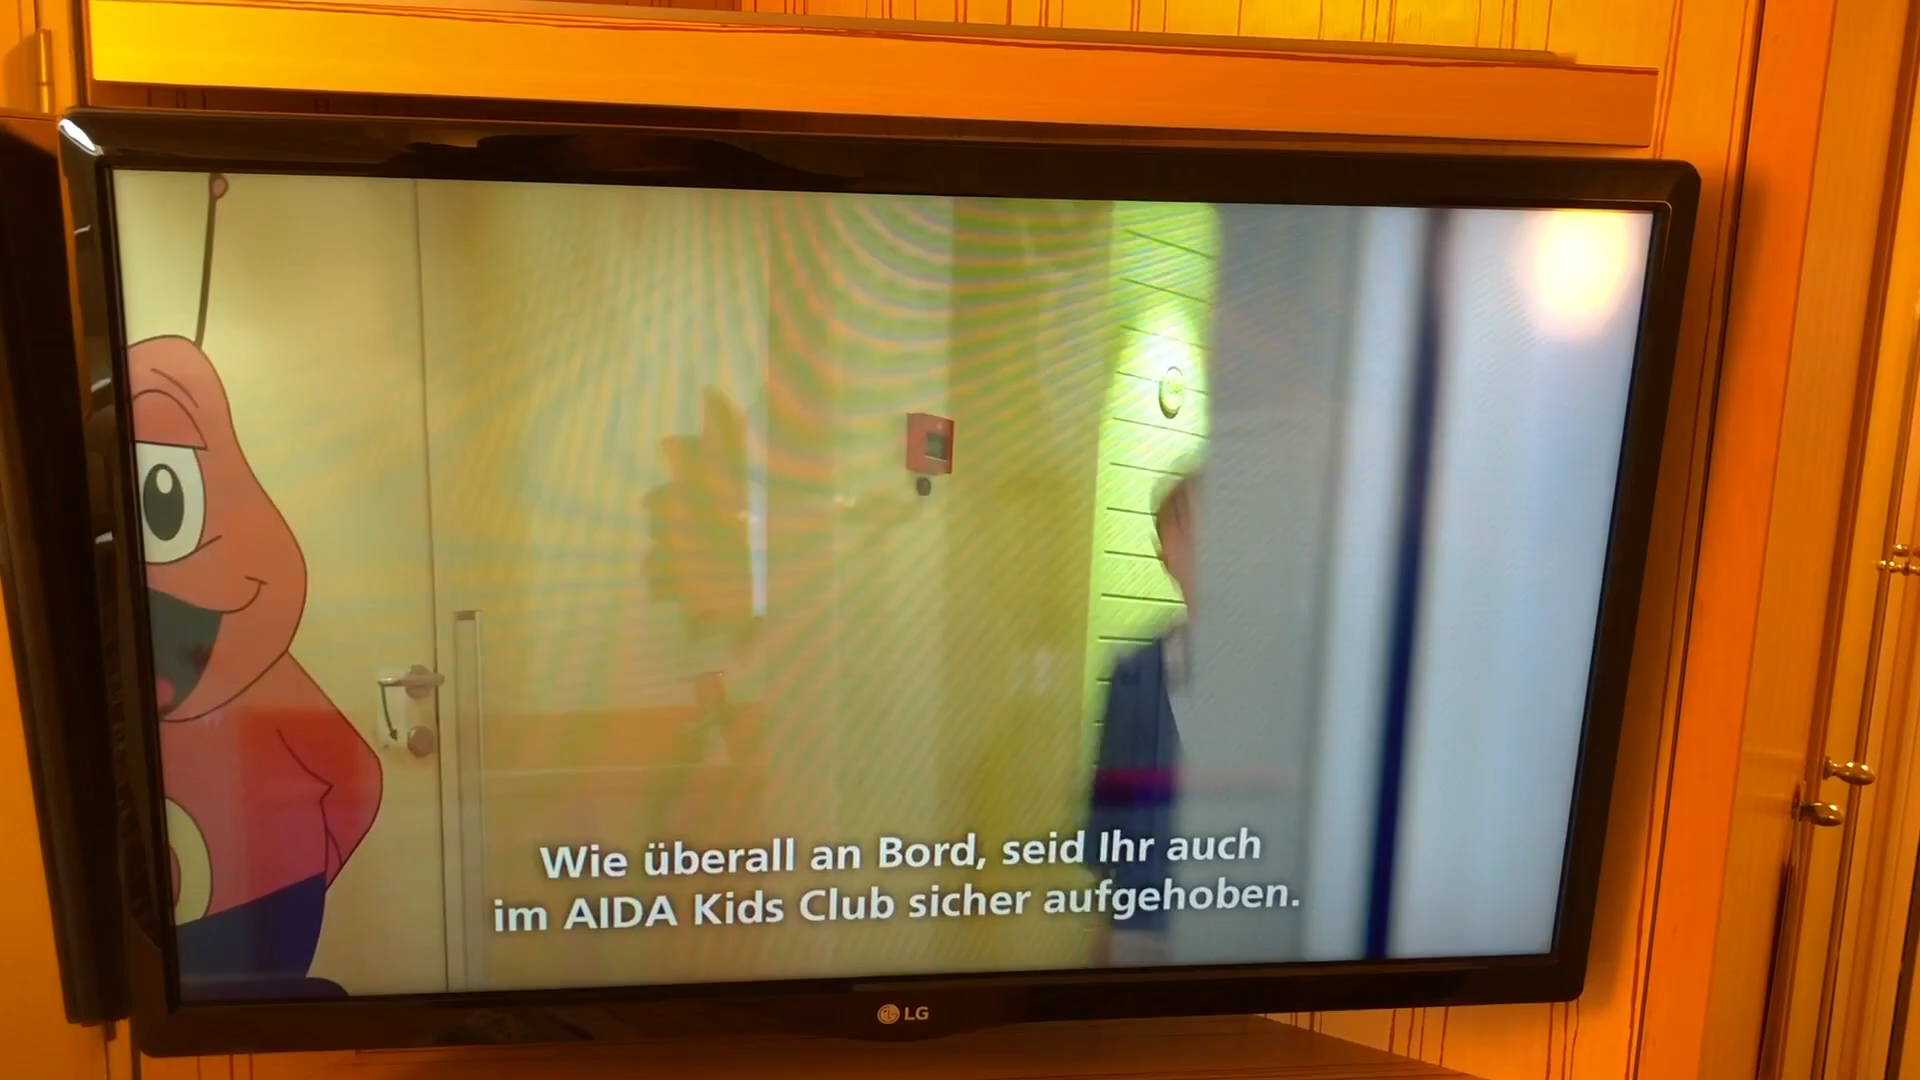 Wie überall an Bord, seid Ihr auch
im AIDA Kids Club sicher aufgehoben.
LG